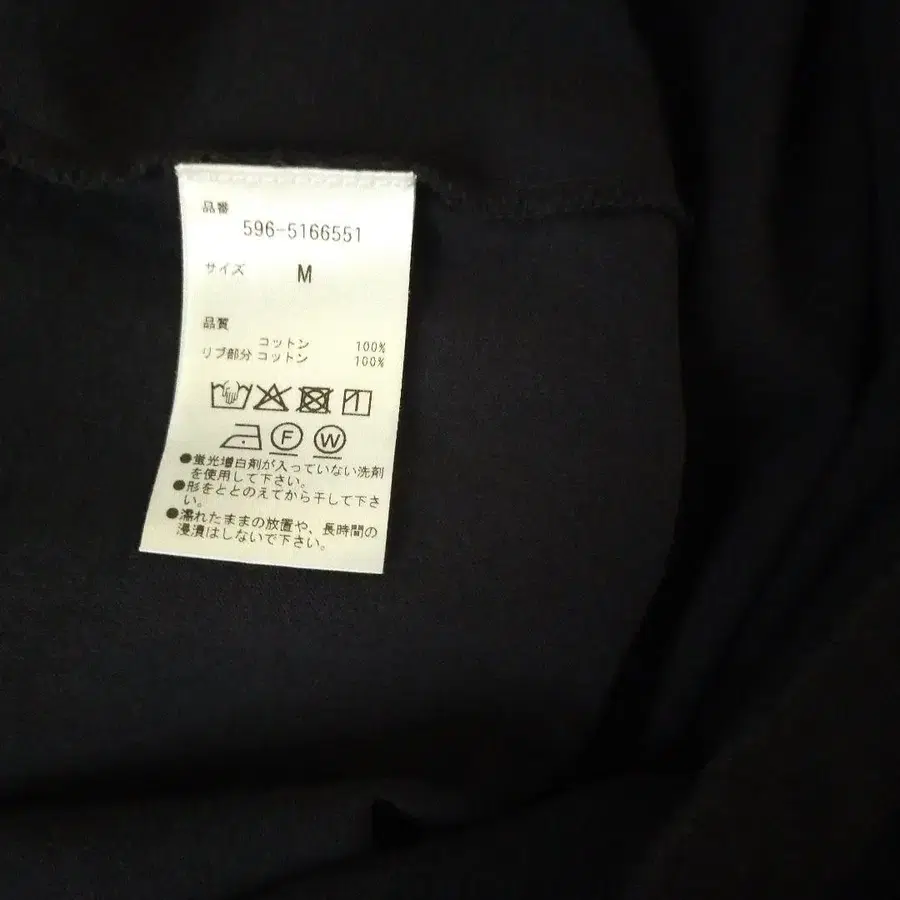 品番
596-5166551
サイズ M
品質
コットン 100%
リブ部分 コットン 100%
F W
●蛍光増白剤が入っていない洗剤
を使用して下さい。
●形をととのえてから干して下さ
い。
●濡れたままの放置や、長時間の
浸漬はしないで下さい。